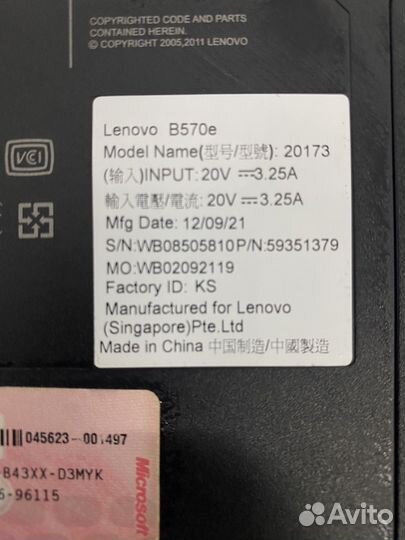 COPYRIGHTED CODE AND PARTS
CONTAINED HEREIN.
© COPYRIGHT 2005,2011 LENOVO
VCCI
Lenovo B570e
Model Name(型号/型號): 20173
(输入)INPUT: 20V⎓3.25A
輸入電壓/電流: 20V⎓3.25A
Mfg Date: 12/09/21
S/N:WB08505810P/N:59351379
MO:WB02092119
Factory ID: KS
Manufactured for Lenovo
(Singapore)Pte.Ltd
Made in China 中国制造/中國製造
045623-001497
-B43XX-D3MYK
6-96115
Microsoft
Avito